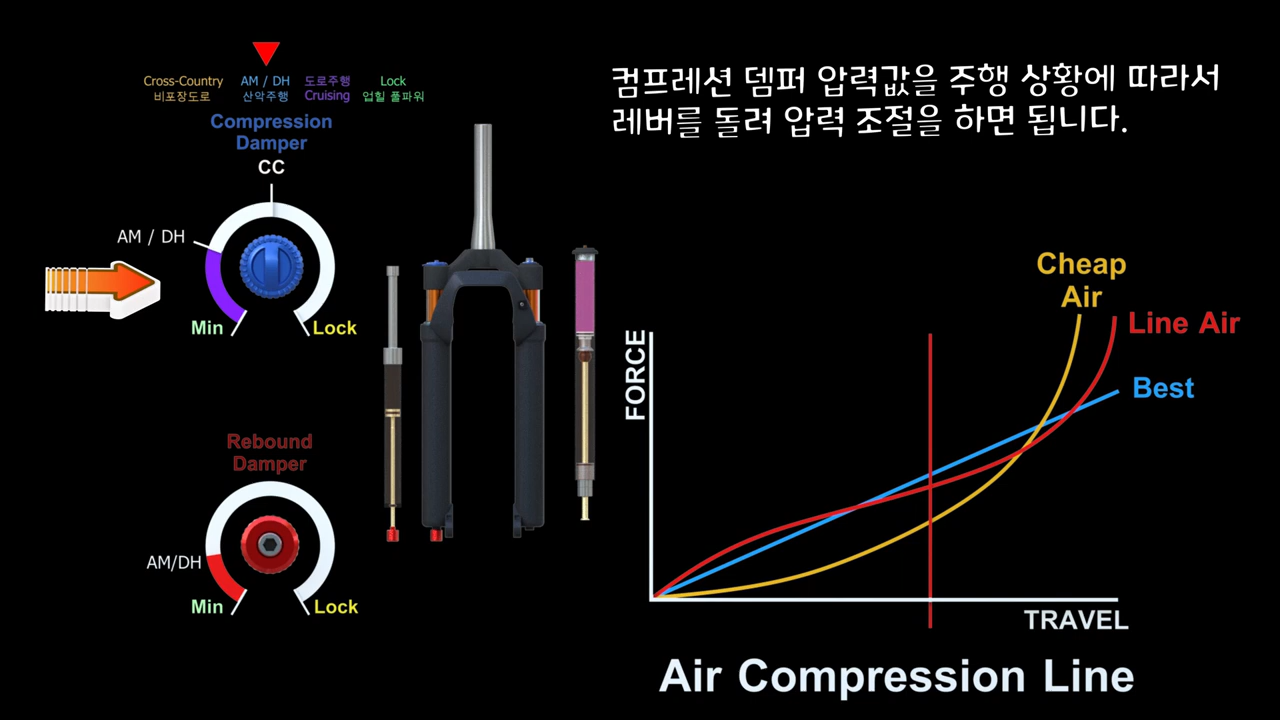 Cross-Country AM / DH 도로주행 Lock
비포장도로 산악주행 Cruising 업힐 풀파워
Compression
Damper
CC
AM / DH
Min Lock
Rebound
Damper
AM/DH
Min Lock
컴프레션 뎀퍼 압력값을 주행 상황에 따라서
레버를 돌려 압력 조절을 하면 됩니다.
Cheap
Air
Line Air
Best
FORCE
TRAVEL
Air Compression Line